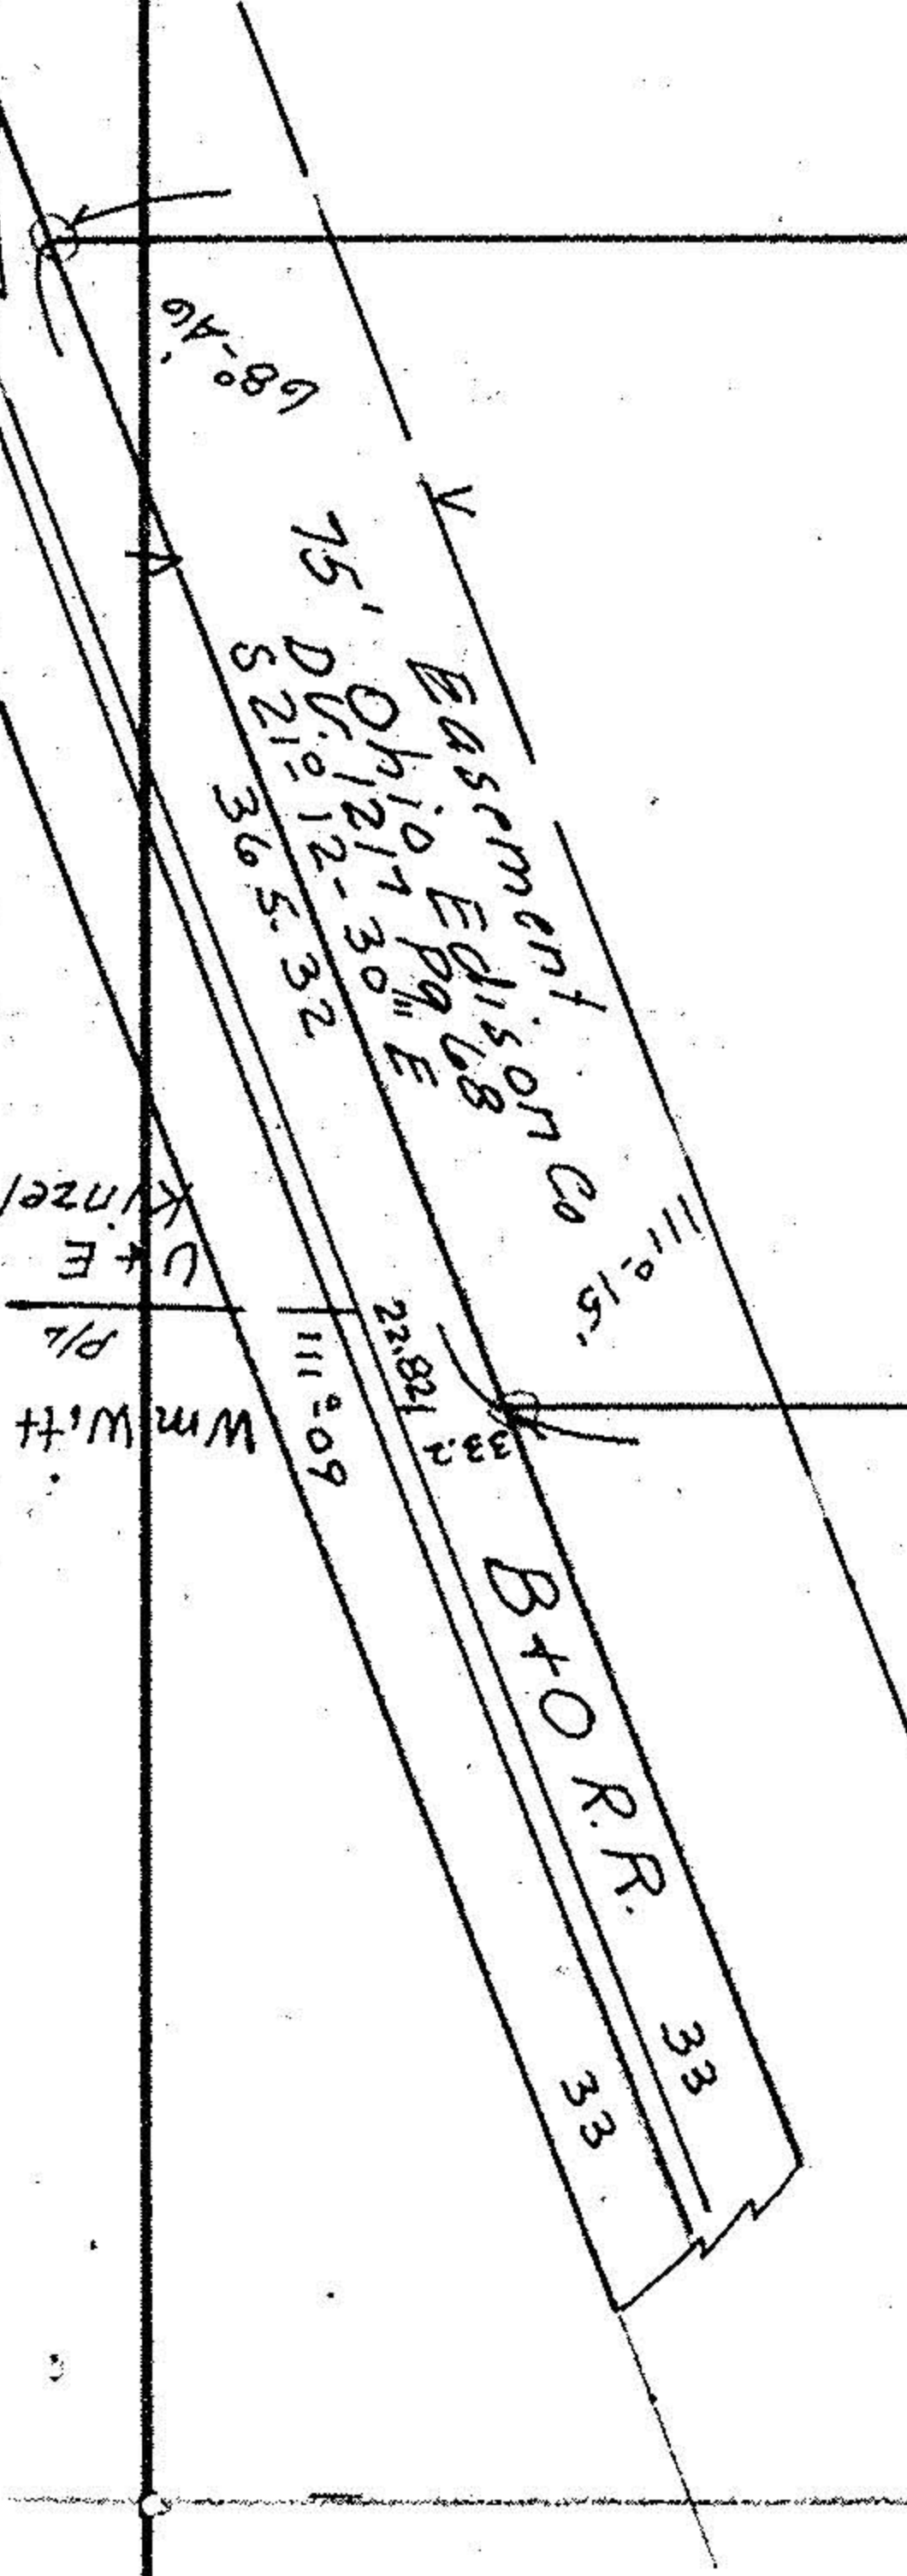 68°-46'
75'
Easement
Ohio Edison Co
D.V. 1217 pg 68
S 21° 12-30" E
365.32
111°-15'
Kinzel
U + E
P/L
Wm Witt
111°-09
22.82
33.2
B+O R.R.
33
33